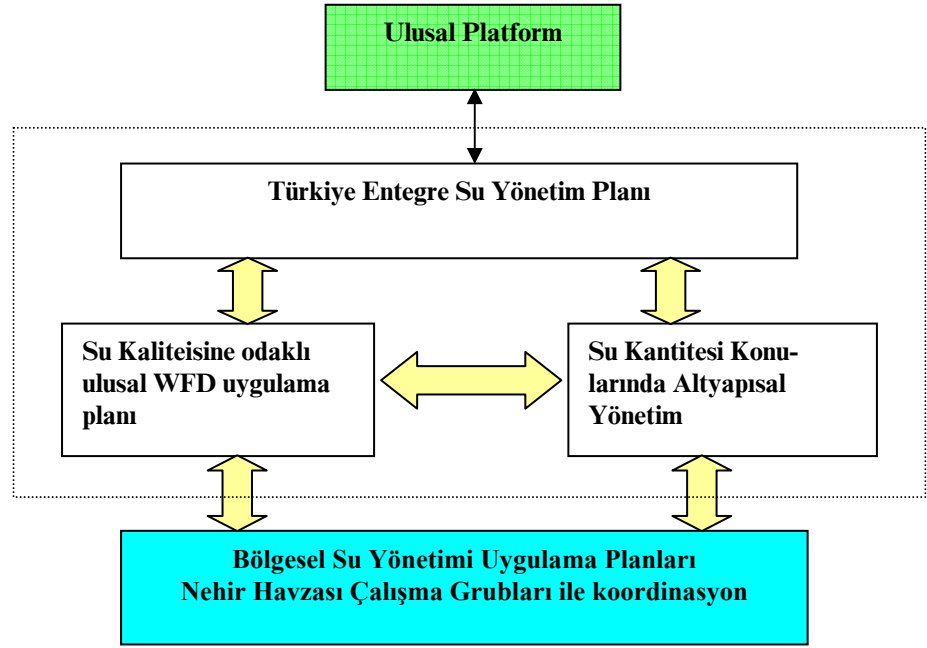 Ulusal Platform
Türkiye Entegre Su Yönetim Planı
Su Kaliteisine odaklı
ulusal WFD uygulama
planı
Su Kantitesi Konu-
larında Altyapısal
Yönetim
Bölgesel Su Yönetimi Uygulama Planları
Nehir Havzası Çalışma Grubları ile koordinasyon